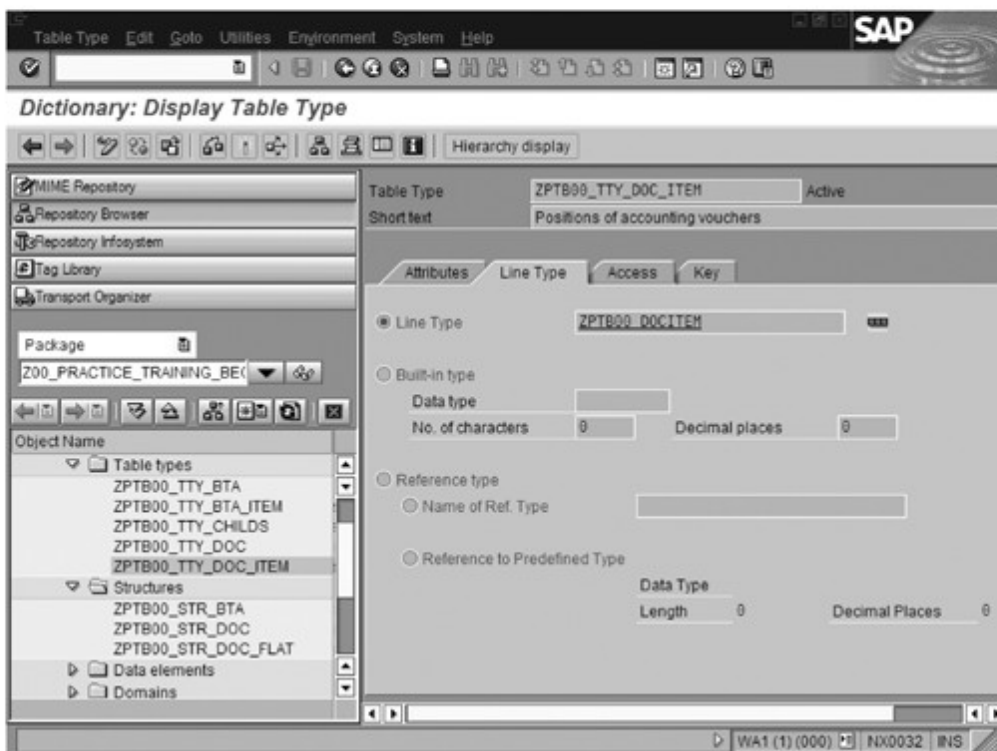 Table Type Edit Goto Utilities Environment System Help
SAP
Dictionary: Display Table Type
Hierarchy display
MIME Repository
Repository Browser
Repository Infosystem
Tag Library
Transport Organizer
Package
Z00_PRACTICE_TRAINING_BEC
Object Name
Table types
ZPTB00_TTY_BTA
ZPTB00_TTY_BTA_ITEM
ZPTB00_TTY_CHILDS
ZPTB00_TTY_DOC
ZPTB00_TTY_DOC_ITEM
Structures
ZPTB00_STR_BTA
ZPTB00_STR_DOC
ZPTB00_STR_DOC_FLAT
Data elements
Domains
Table Type ZPTB00_TTY_DOC_ITEM Active
Short text Positions of accounting vouchers
Attributes Line Type Access Key
Line Type ZPTB00_DOCITEM
Built-in type
Data type
No. of characters 0 Decimal places 0
Reference type
Name of Ref. Type
Reference to Predefined Type
Data Type
Length 0 Decimal Places 0
WA1 (1) (000) NX0032 INS